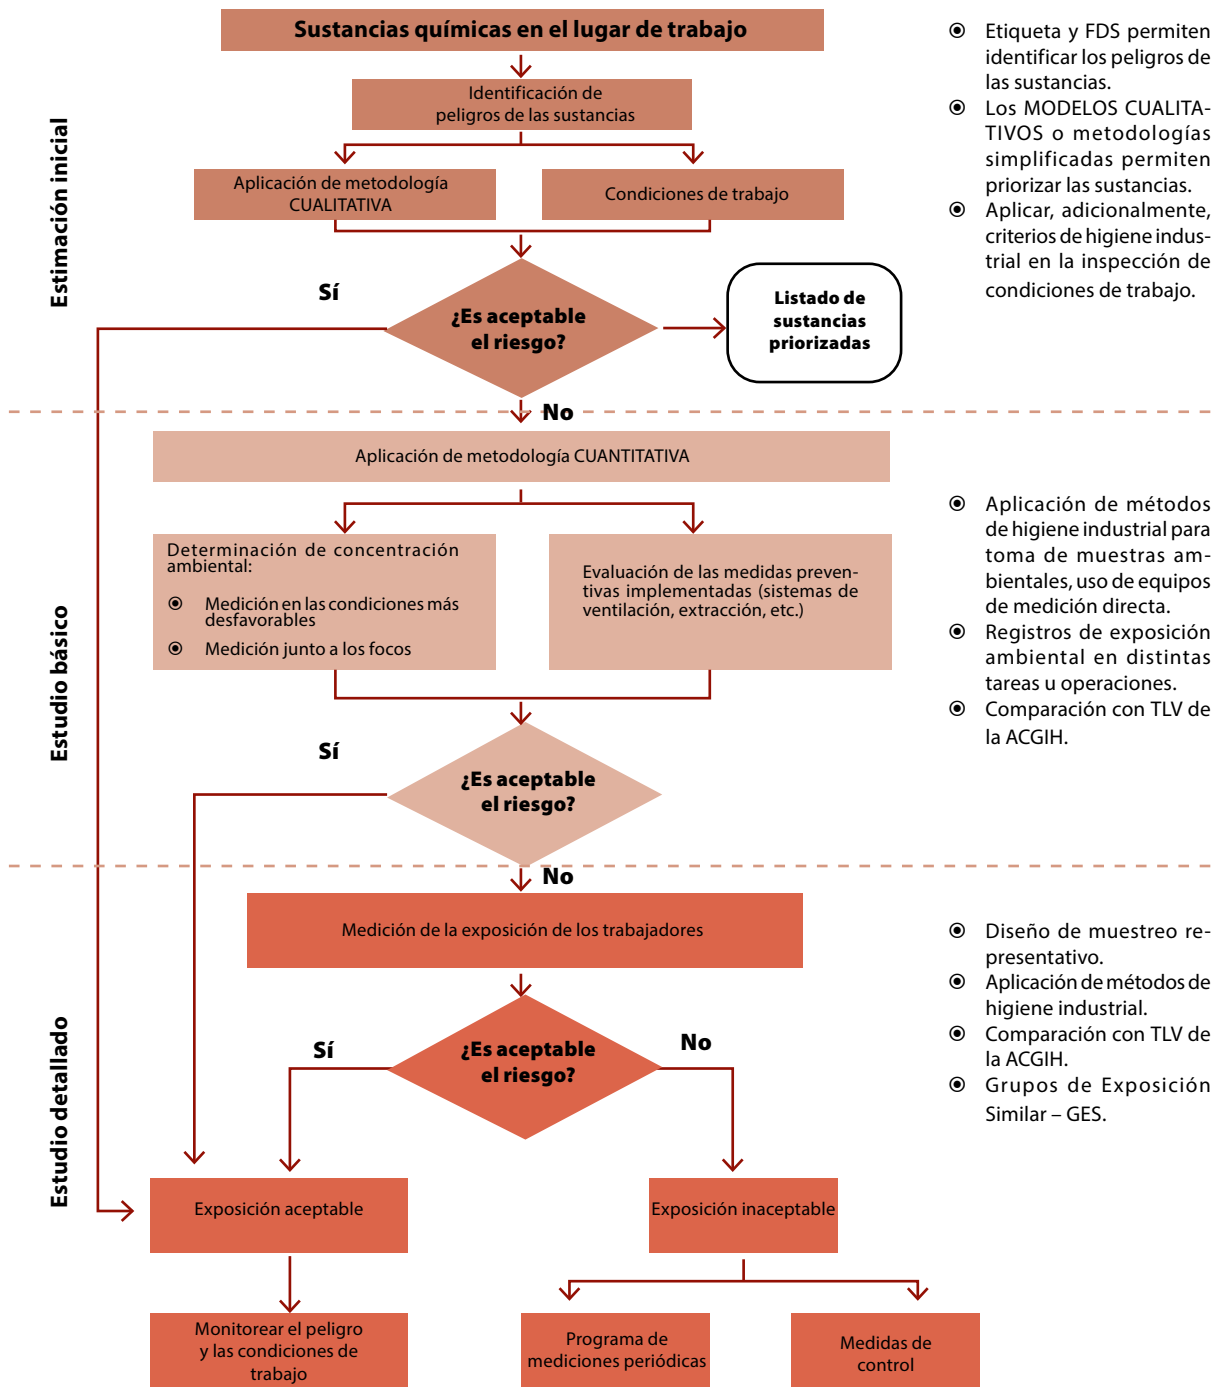 Sustancias químicas en el lugar de trabajo
Identificación de
peligros de las sustancias
Aplicación de metodología
CUALITATIVA
Condiciones de trabajo
Estimación inicial
Sí
¿Es aceptable
el riesgo?
Listado de
sustancias
priorizadas
No
Etiqueta y FDS permiten
identificar los peligros de
las sustancias.
Los MODELOS CUALITA-
TIVOS o metodologías
simplificadas permiten
priorizar las sustancias.
Aplicar, adicionalmente,
criterios de higiene indus-
trial en la inspección de
condiciones de trabajo.
Aplicación de metodología CUANTITATIVA
Determinación de concentración
ambiental:
Medición en las condiciones más
desfavorables
Medición junto a los focos
Evaluación de las medidas preven-
tivas implementadas (sistemas de
ventilación, extracción, etc.)
Estudio básico
Sí
¿Es aceptable
el riesgo?
No
Aplicación de métodos
de higiene industrial para
toma de muestras am-
bientales, uso de equipos
de medición directa.
Registros de exposición
ambiental en distintas
tareas u operaciones.
Comparación con TLV de
la ACGIH.
Medición de la exposición de los trabajadores
Estudio detallado
Sí
¿Es aceptable
el riesgo?
No
Diseño de muestreo re-
presentativo.
Aplicación de métodos de
higiene industrial.
Comparación con TLV de
la ACGIH.
Grupos de Exposición
Similar – GES.
Exposición aceptable
Exposición inaceptable
Monitorear el peligro
y las condiciones de
trabajo
Programa de
mediciones periódicas
Medidas de
control